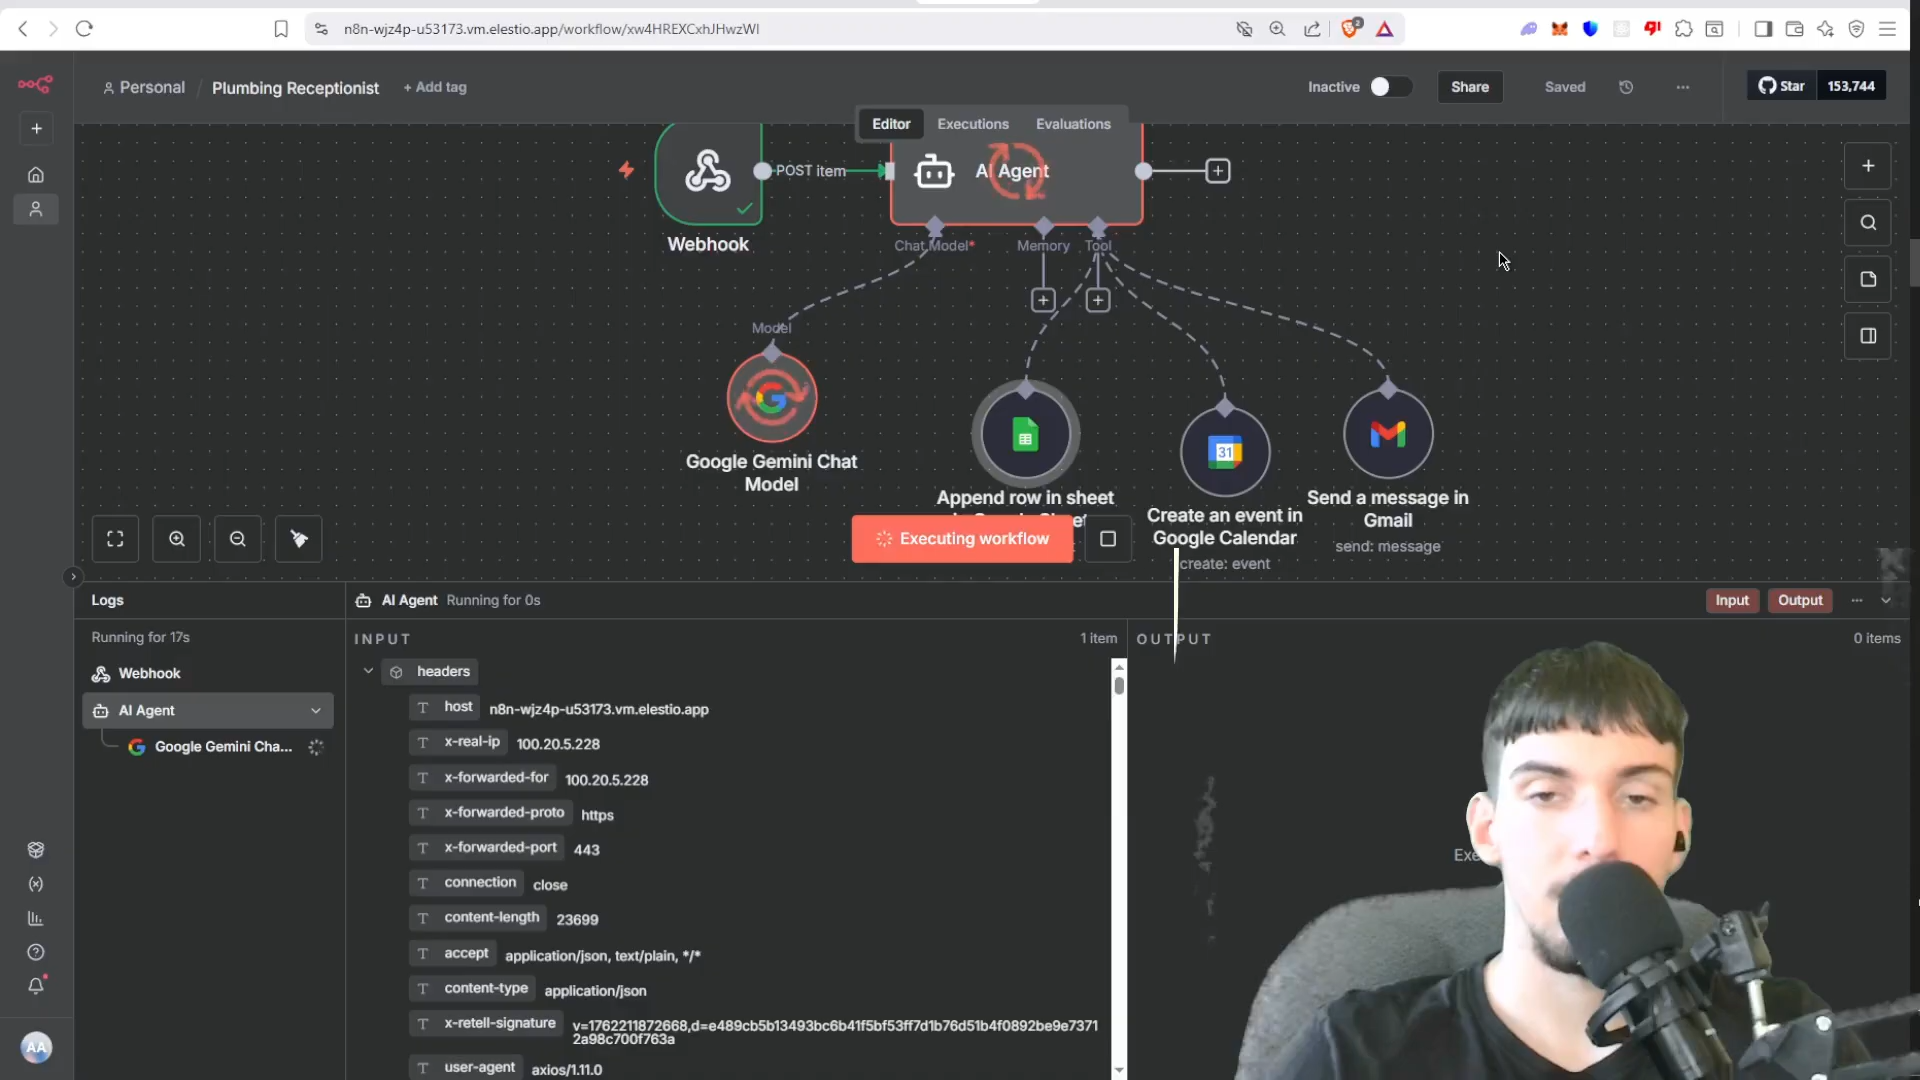 n8n-wjz4p-u53173.vm.elestio.app/workflow/xw4HREXCxhJHwzWl
2
Personal / Plumbing Receptionist + Add tag
Inactive
Share
Saved
Star 153,744
Editor Executions Evaluations
POST item
AI Agent
Webhook
Chat Model*
Memory
Tool
Model
Google Gemini Chat
Model
Append row in sheet
31
Create an event in
Google Calendar
create: event
Send a message in
Gmail
send: message
Executing workflow
Logs
Running for 17s
Webhook
AI Agent
Google Gemini Cha...
AI Agent Running for 0s
Input Output
INPUT
1 item
OUTPUT
0 items
headers
T host n8n-wjz4p-u53173.vm.elestio.app
T x-real-ip 100.20.5.228
T x-forwarded-for 100.20.5.228
T x-forwarded-proto https
T x-forwarded-port 443
T connection close
T content-length 23699
T accept application/json, text/plain, */*
T content-type application/json
T x-retell-signature v=1762211872668,d=e489cb5b13493bc6b41f5bf53ff7d1b76d51b4f0892be9e7371
2a98c700f763a
T user-agent axios/1.11.0
Exe
AA